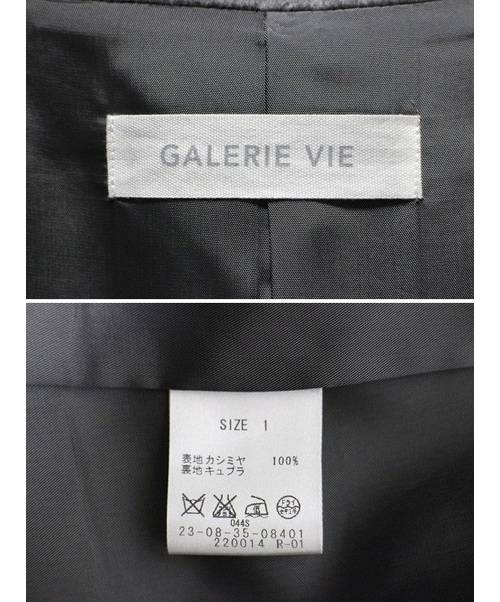 GALERIE VIE
SIZE 1
表地 カシミヤ 100%
裏地 キュプラ
044S
23-08-35-08401
220014 R-01